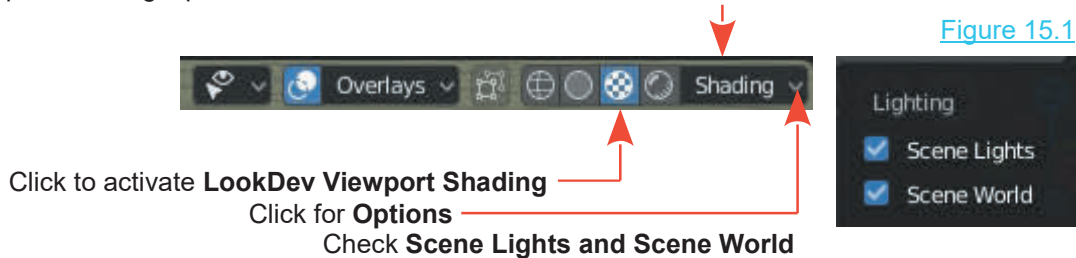 Figure 15.1
Overlays Shading
Lighting
Scene Lights
Scene World
Click to activate LookDev Viewport Shading
Click for Options
Check Scene Lights and Scene World